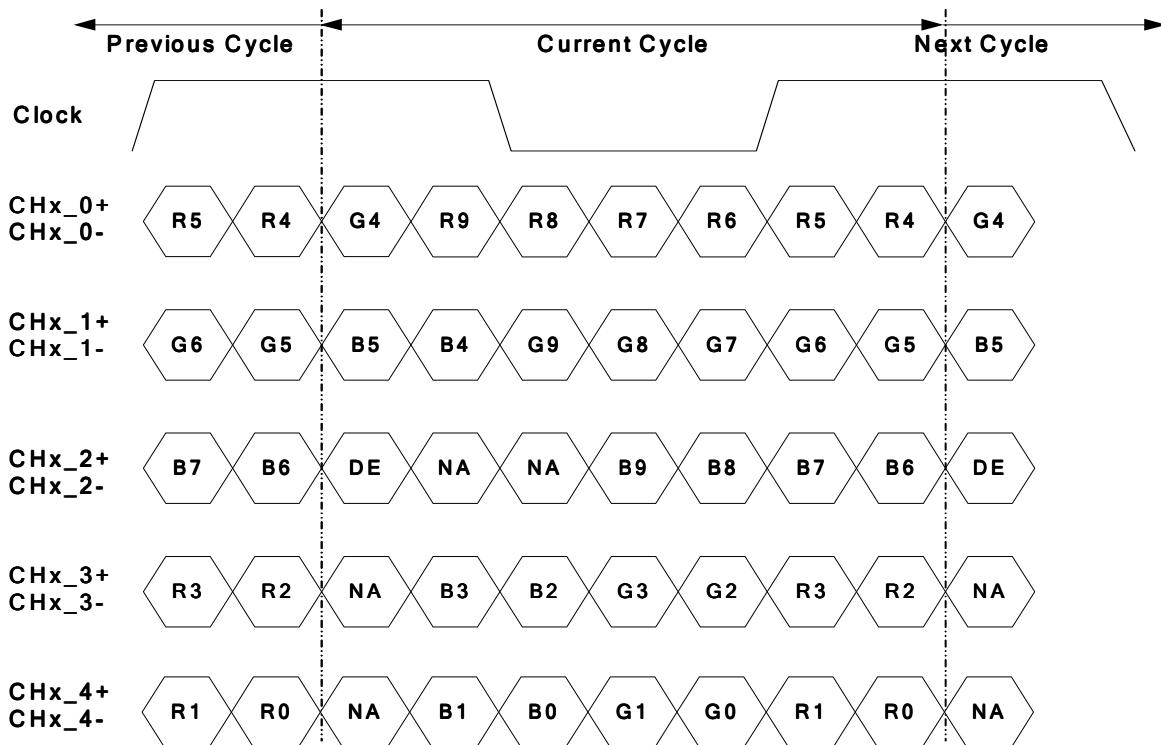 Previous Cycle Current Cycle Next Cycle
Clock
CHx_0+
CHx_0-
R5 R4 G4 R9 R8 R7 R6 R5 R4 G4
CHx_1+
CHx_1-
G6 G5 B5 B4 G9 G8 G7 G6 G5 B5
CHx_2+
CHx_2-
B7 B6 DE NA NA B9 B8 B7 B6 DE
CHx_3+
CHx_3-
R3 R2 NA B3 B2 G3 G2 R3 R2 NA
CHx_4+
CHx_4-
R1 R0 NA B1 B0 G1 G0 R1 R0 NA